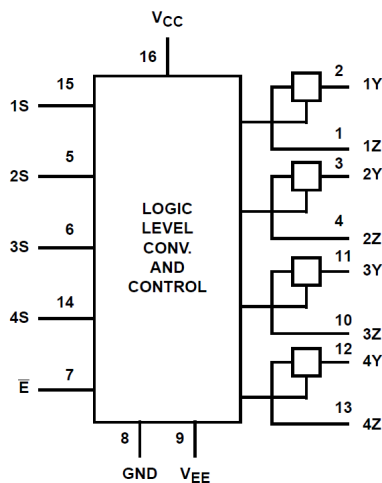 VCC
16
15
1S
5
2S
6
3S
14
4S
7
E̅
LOGIC
LEVEL
CONV.
AND
CONTROL
2
1Y
1
1Z
3
2Y
4
2Z
11
3Y
10
3Z
12
4Y
13
4Z
8
9
GND
VEE